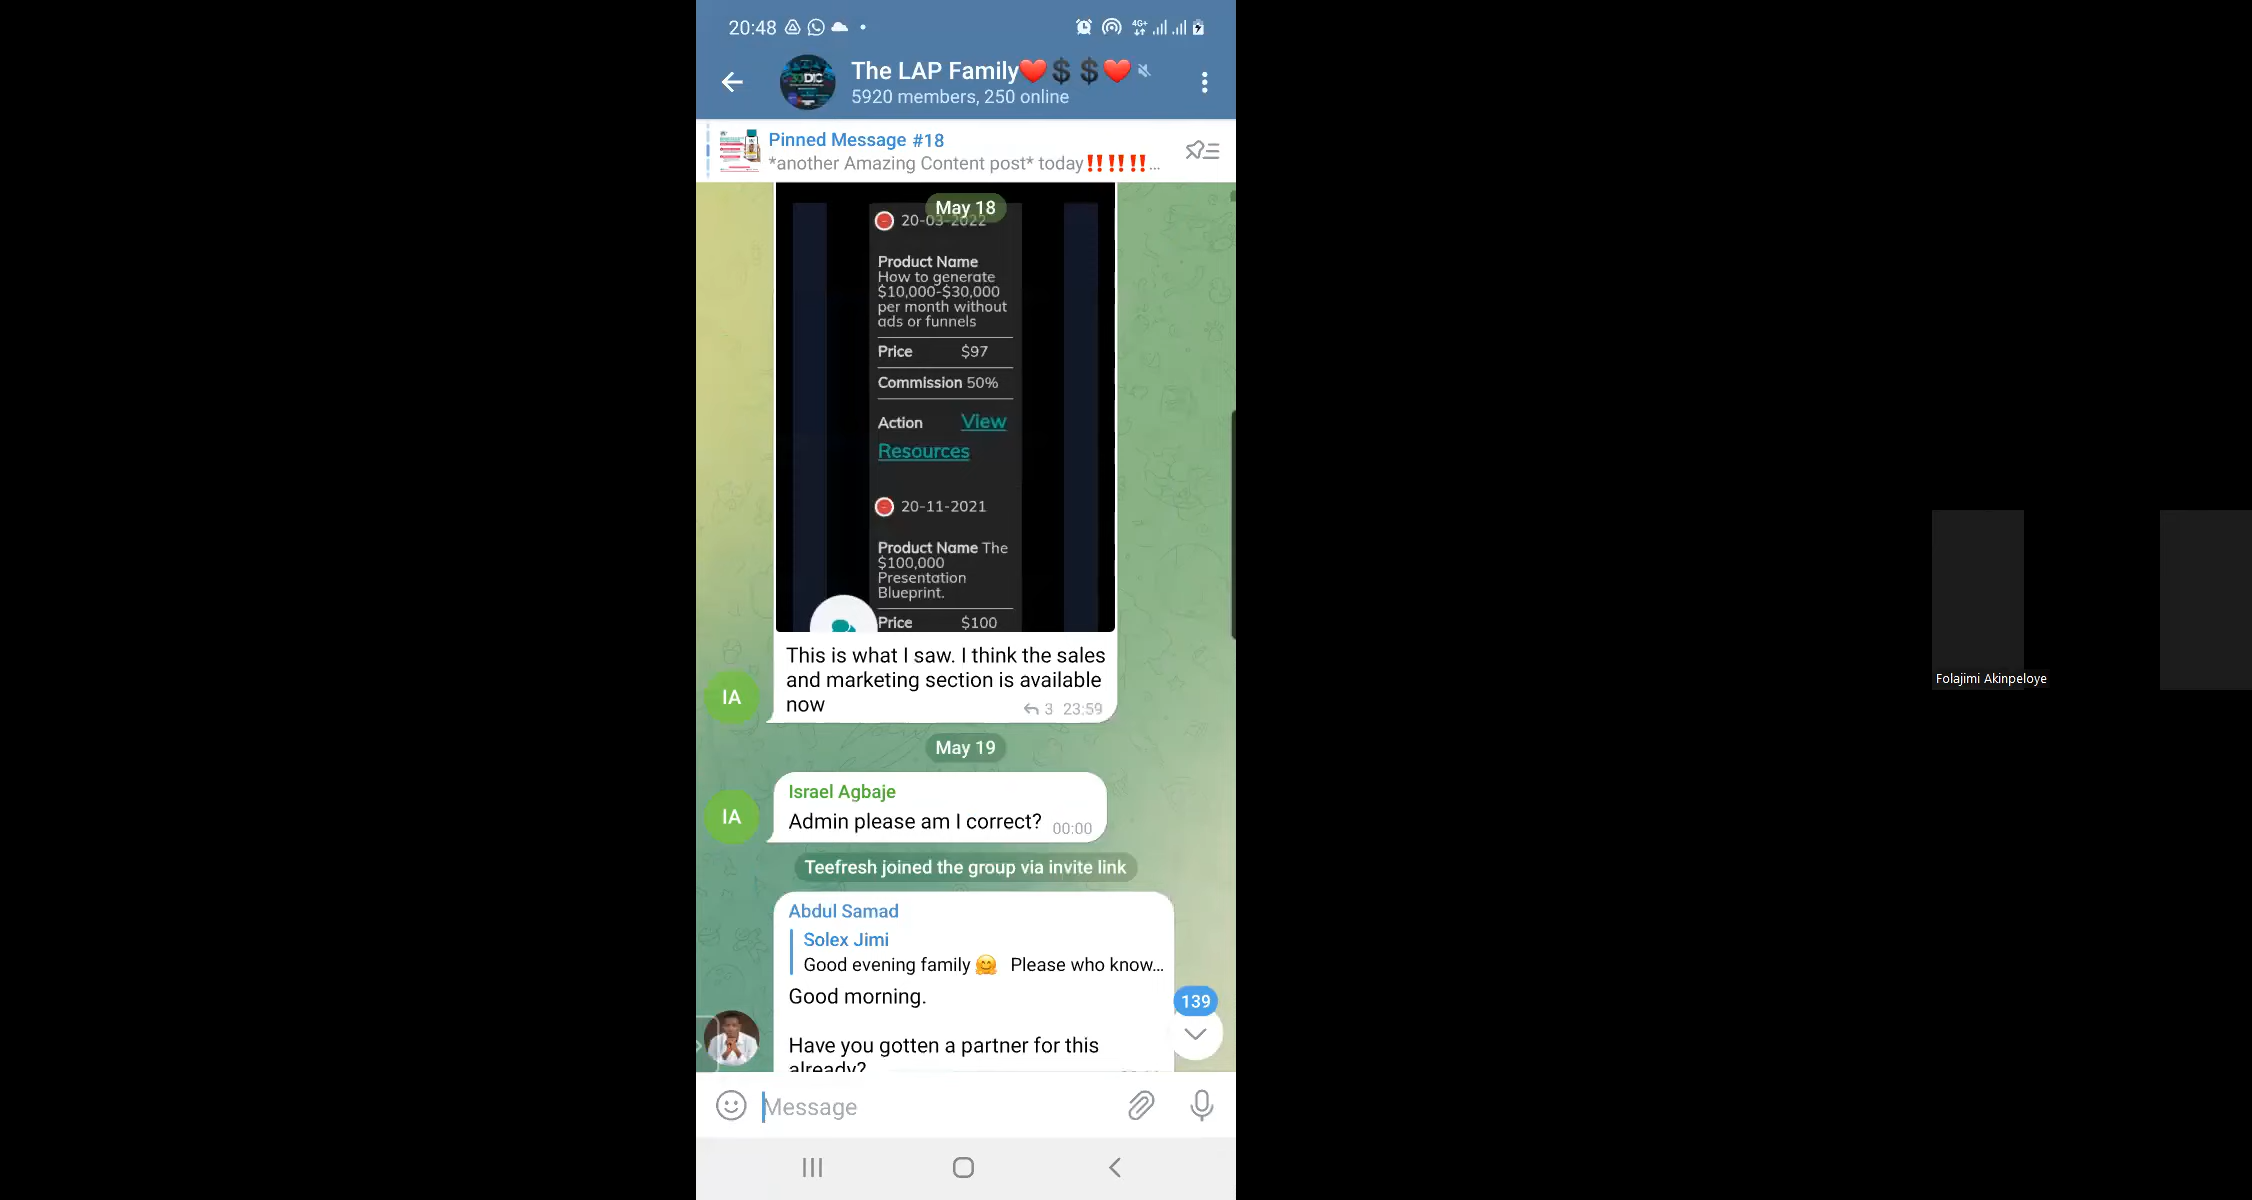 20:48
4G+
The LAP Family❤️💲💲❤️
5920 members, 250 online
Pinned Message #18
*another Amazing Content post* today‼️‼️‼️...
May 18
20-03-2022
Product Name
How to generate
$10,000-$30,000
per month without
ads or funnels
Price $97
Commission 50%
Action View
Resources
20-11-2021
Product Name The
$100,000
Presentation
Blueprint.
Price $100
This is what I saw. I think the sales
and marketing section is available
now
3 23:59
IA
May 19
Israel Agbaje
Admin please am I correct? 00:00
IA
Teefresh joined the group via invite link
Abdul Samad
Solex Jimi
Good evening family 🤗 Please who know...
Good morning.
139
Have you gotten a partner for this
already?
Message
Folajimi Akinpeloye